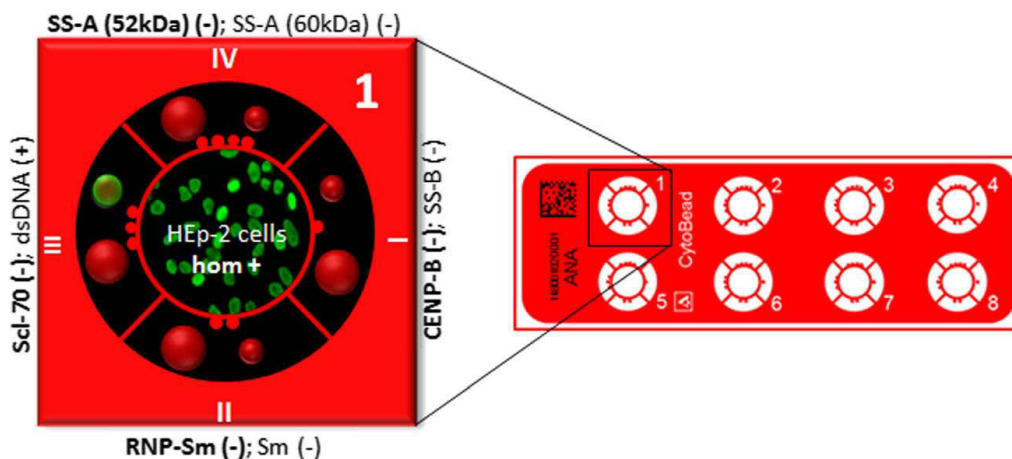 SS-A (52kDa) (-); SS-A (60kDa) (-)
IV
1
Scl-70 (-); dsDNA (+)
III
HEp-2 cells
hom +
I
CENP-B (-); SS-B (-)
II
RNP-Sm (-); Sm (-)
ANA
CytoBead
A
1
2
3
4
5
6
7
8